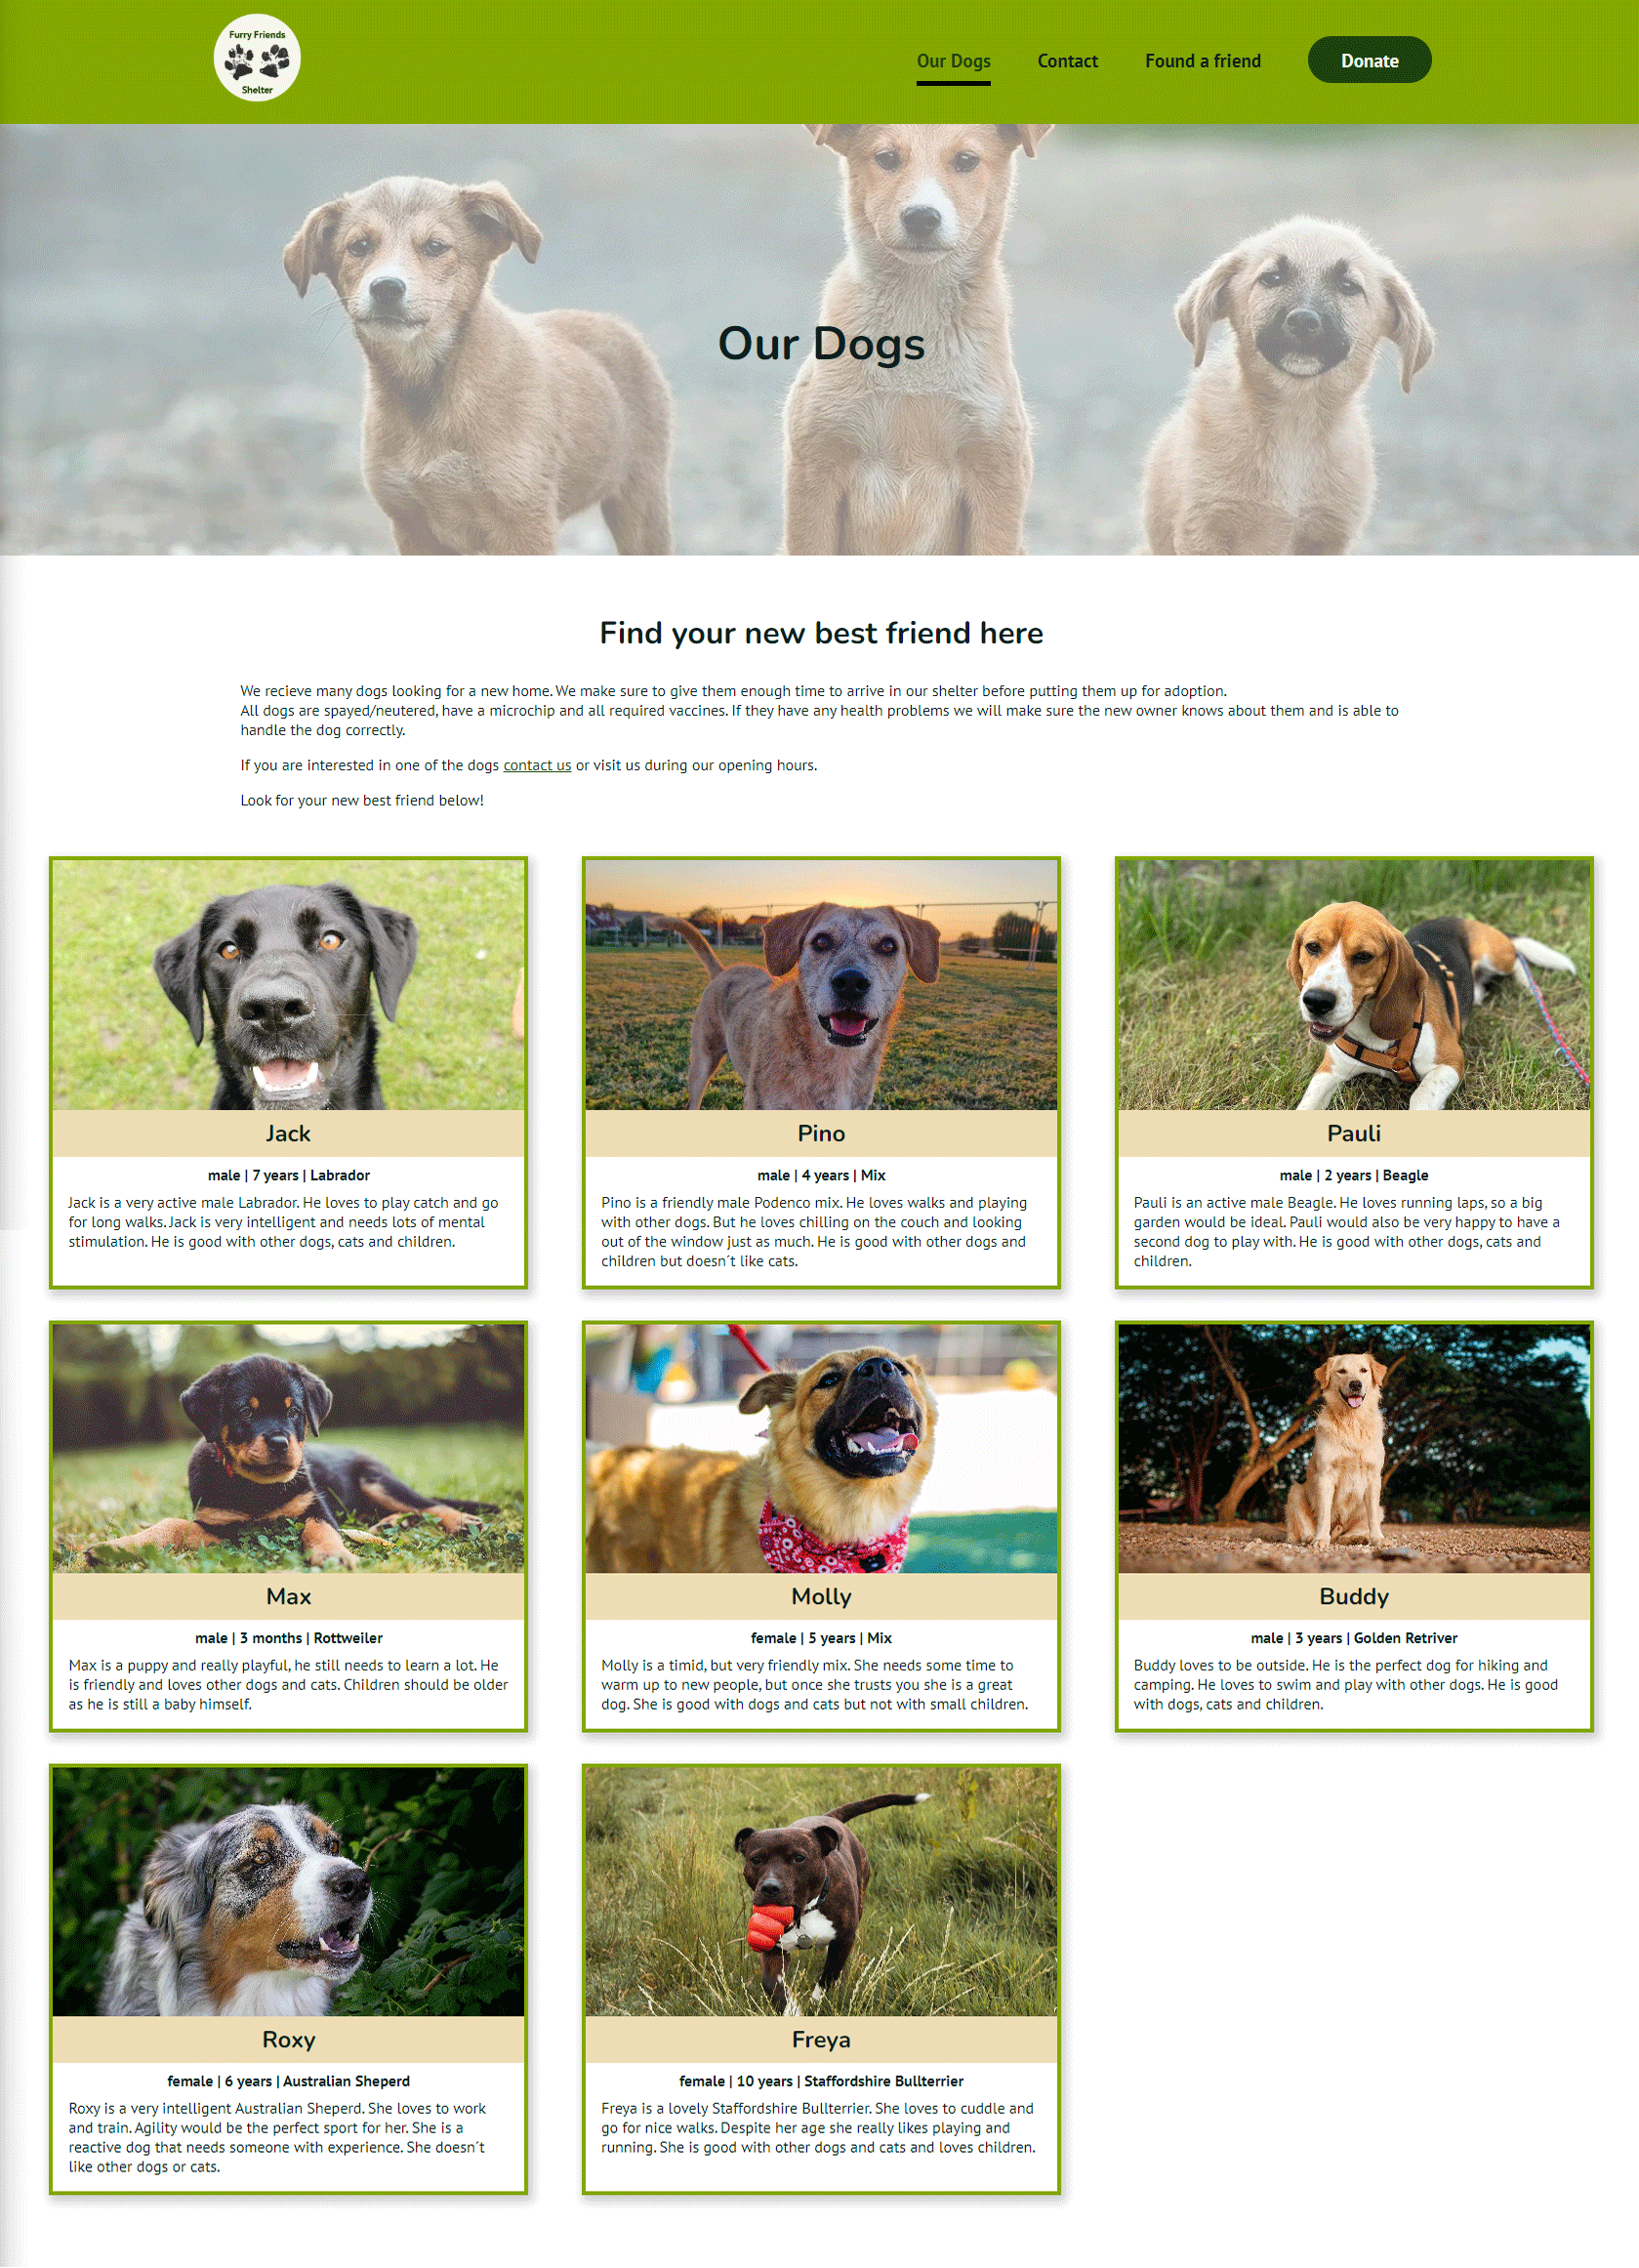 Furry Friends
Shelter
Our Dogs
Contact
Found a friend
Donate
Our Dogs
Find your new best friend here
We recieve many dogs looking for a new home. We make sure to give them enough time to arrive in our shelter before putting them up for adoption.
All dogs are spayed/neutered, have a microchip and all required vaccines. If they have any health problems we will make sure the new owner knows about them and is able to
handle the dog correctly.
If you are interested in one of the dogs contact us or visit us during our opening hours.
Look for your new best friend below!
Jack
male | 7 years | Labrador
Jack is a very active male Labrador. He loves to play catch and go
for long walks. Jack is very intelligent and needs lots of mental
stimulation. He is good with other dogs, cats and children.
Pino
male | 4 years | Mix
Pino is a friendly male Podenco mix. He loves walks and playing
with other dogs. But he loves chilling on the couch and looking
out of the window just as much. He is good with other dogs and
children but doesn´t like cats.
Pauli
male | 2 years | Beagle
Pauli is an active male Beagle. He loves running laps, so a big
garden would be ideal. Pauli would also be very happy to have a
second dog to play with. He is good with other dogs, cats and
children.
Max
male | 3 months | Rottweiler
Max is a puppy and really playful, he still needs to learn a lot. He
is friendly and loves other dogs and cats. Children should be older
as he is still a baby himself.
Molly
female | 5 years | Mix
Molly is a timid, but very friendly mix. She needs some time to
warm up to new people, but once she trusts you she is a great
dog. She is good with dogs and cats but not with small children.
Buddy
male | 3 years | Golden Retriver
Buddy loves to be outside. He is the perfect dog for hiking and
camping. He loves to swim and play with other dogs. He is good
with dogs, cats and children.
Roxy
female | 6 years | Australian Sheperd
Roxy is a very intelligent Australian Sheperd. She loves to work
and train. Agility would be the perfect sport for her. She is a
reactive dog that needs someone with experience. She doesn´t
like other dogs or cats.
Freya
female | 10 years | Staffordshire Bullterrier
Freya is a lovely Staffordshire Bullterrier. She loves to cuddle and
go for nice walks. Despite her age she really likes playing and
running. She is good with other dogs and cats and loves children.